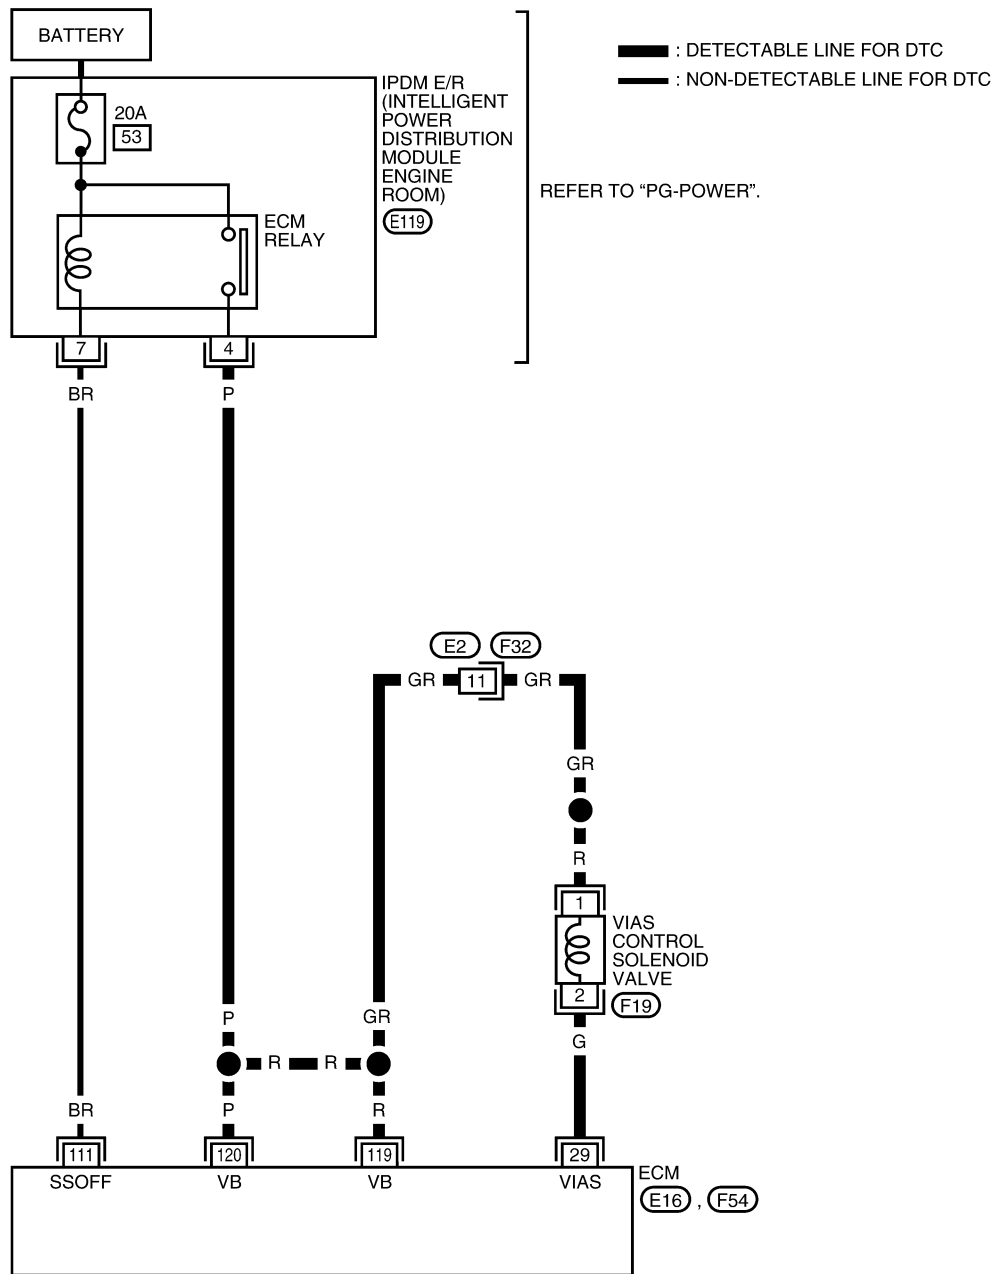 BATTERY
: DETECTABLE LINE FOR DTC
: NON-DETECTABLE LINE FOR DTC
IPDM E/R
(INTELLIGENT
POWER
DISTRIBUTION
MODULE
ENGINE
ROOM)
E119
20A
53
REFER TO “PG-POWER”.
ECM
RELAY
7
4
BR
P
E2
F32
GR
11
GR
GR
R
1
VIAS
CONTROL
SOLENOID
VALVE
2
F19
P
GR
G
R
R
BR
P
R
111
120
119
29
SSOFF
VB
VB
VIAS
ECM
E16 , F54